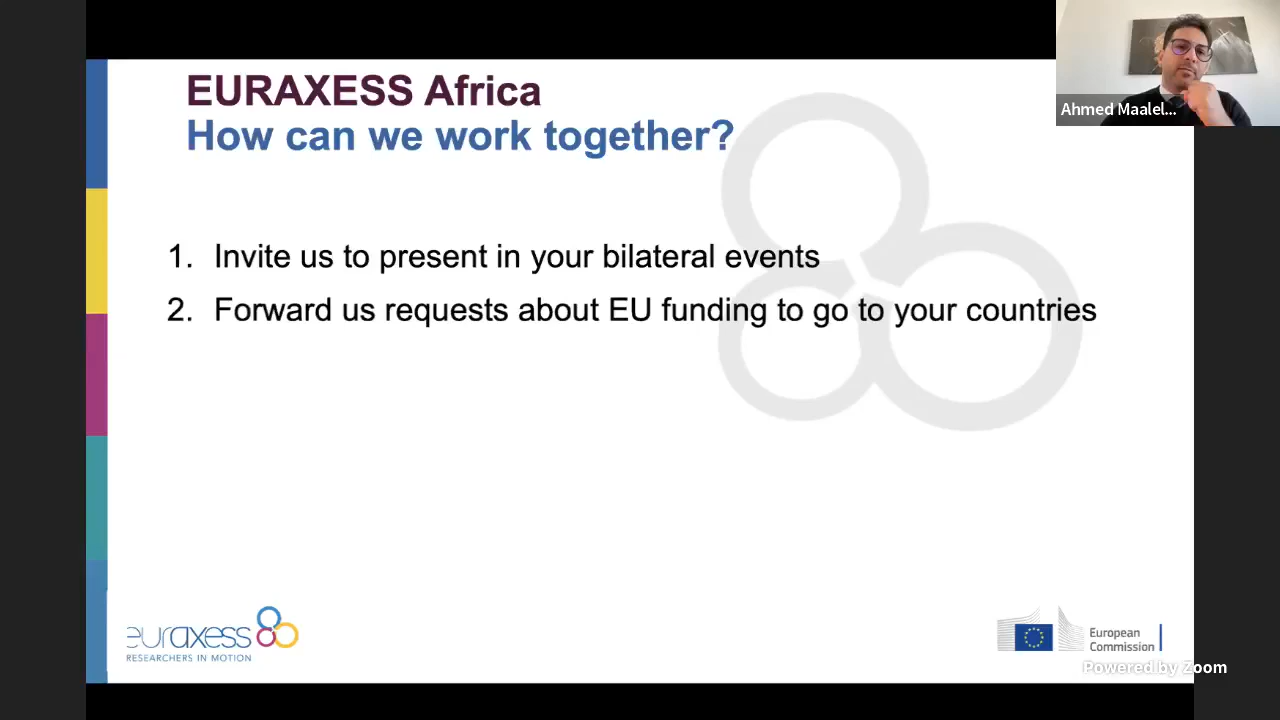 EURAXESS Africa
How can we work together?
Ahmed Maalel...
1. Invite us to present in your bilateral events
2. Forward us requests about EU funding to go to your countries
euraxess
RESEARCHERS IN MOTION
European
Commission
Powered by Zoom